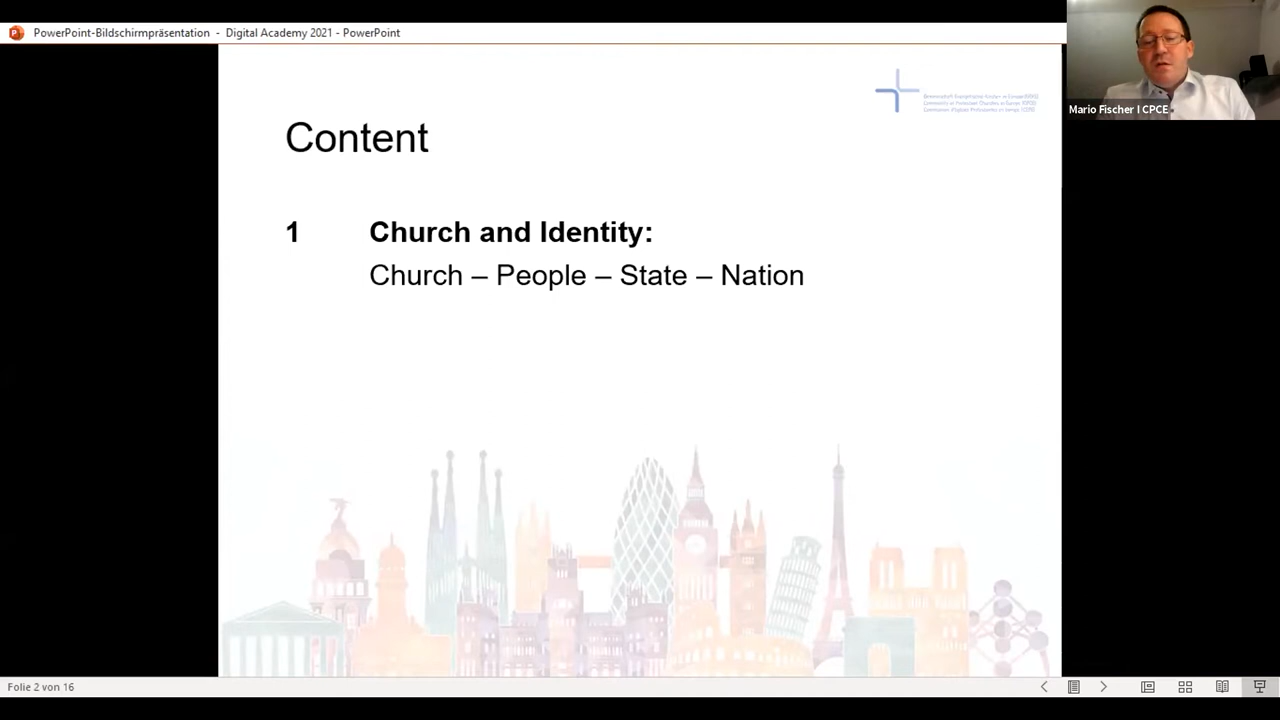 PowerPoint-Bildschirmpräsentation - Digital Academy 2021 - PowerPoint
Mario Fischer I CPCE
Content
1 Church and Identity:
Church – People – State – Nation
Folie 2 von 16